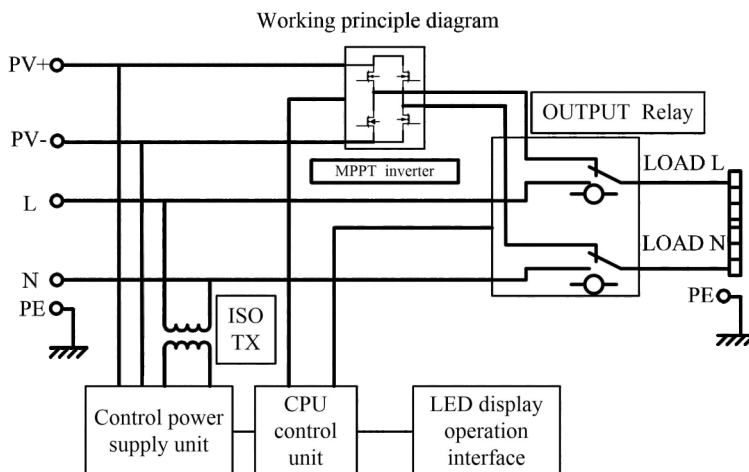 Working principle diagram
PV+
PV-
OUTPUT Relay
MPPT inverter
LOAD L
L
LOAD N
N
PE
PE
ISO
TX
Control power
supply unit
CPU
control
unit
LED display
operation
interface